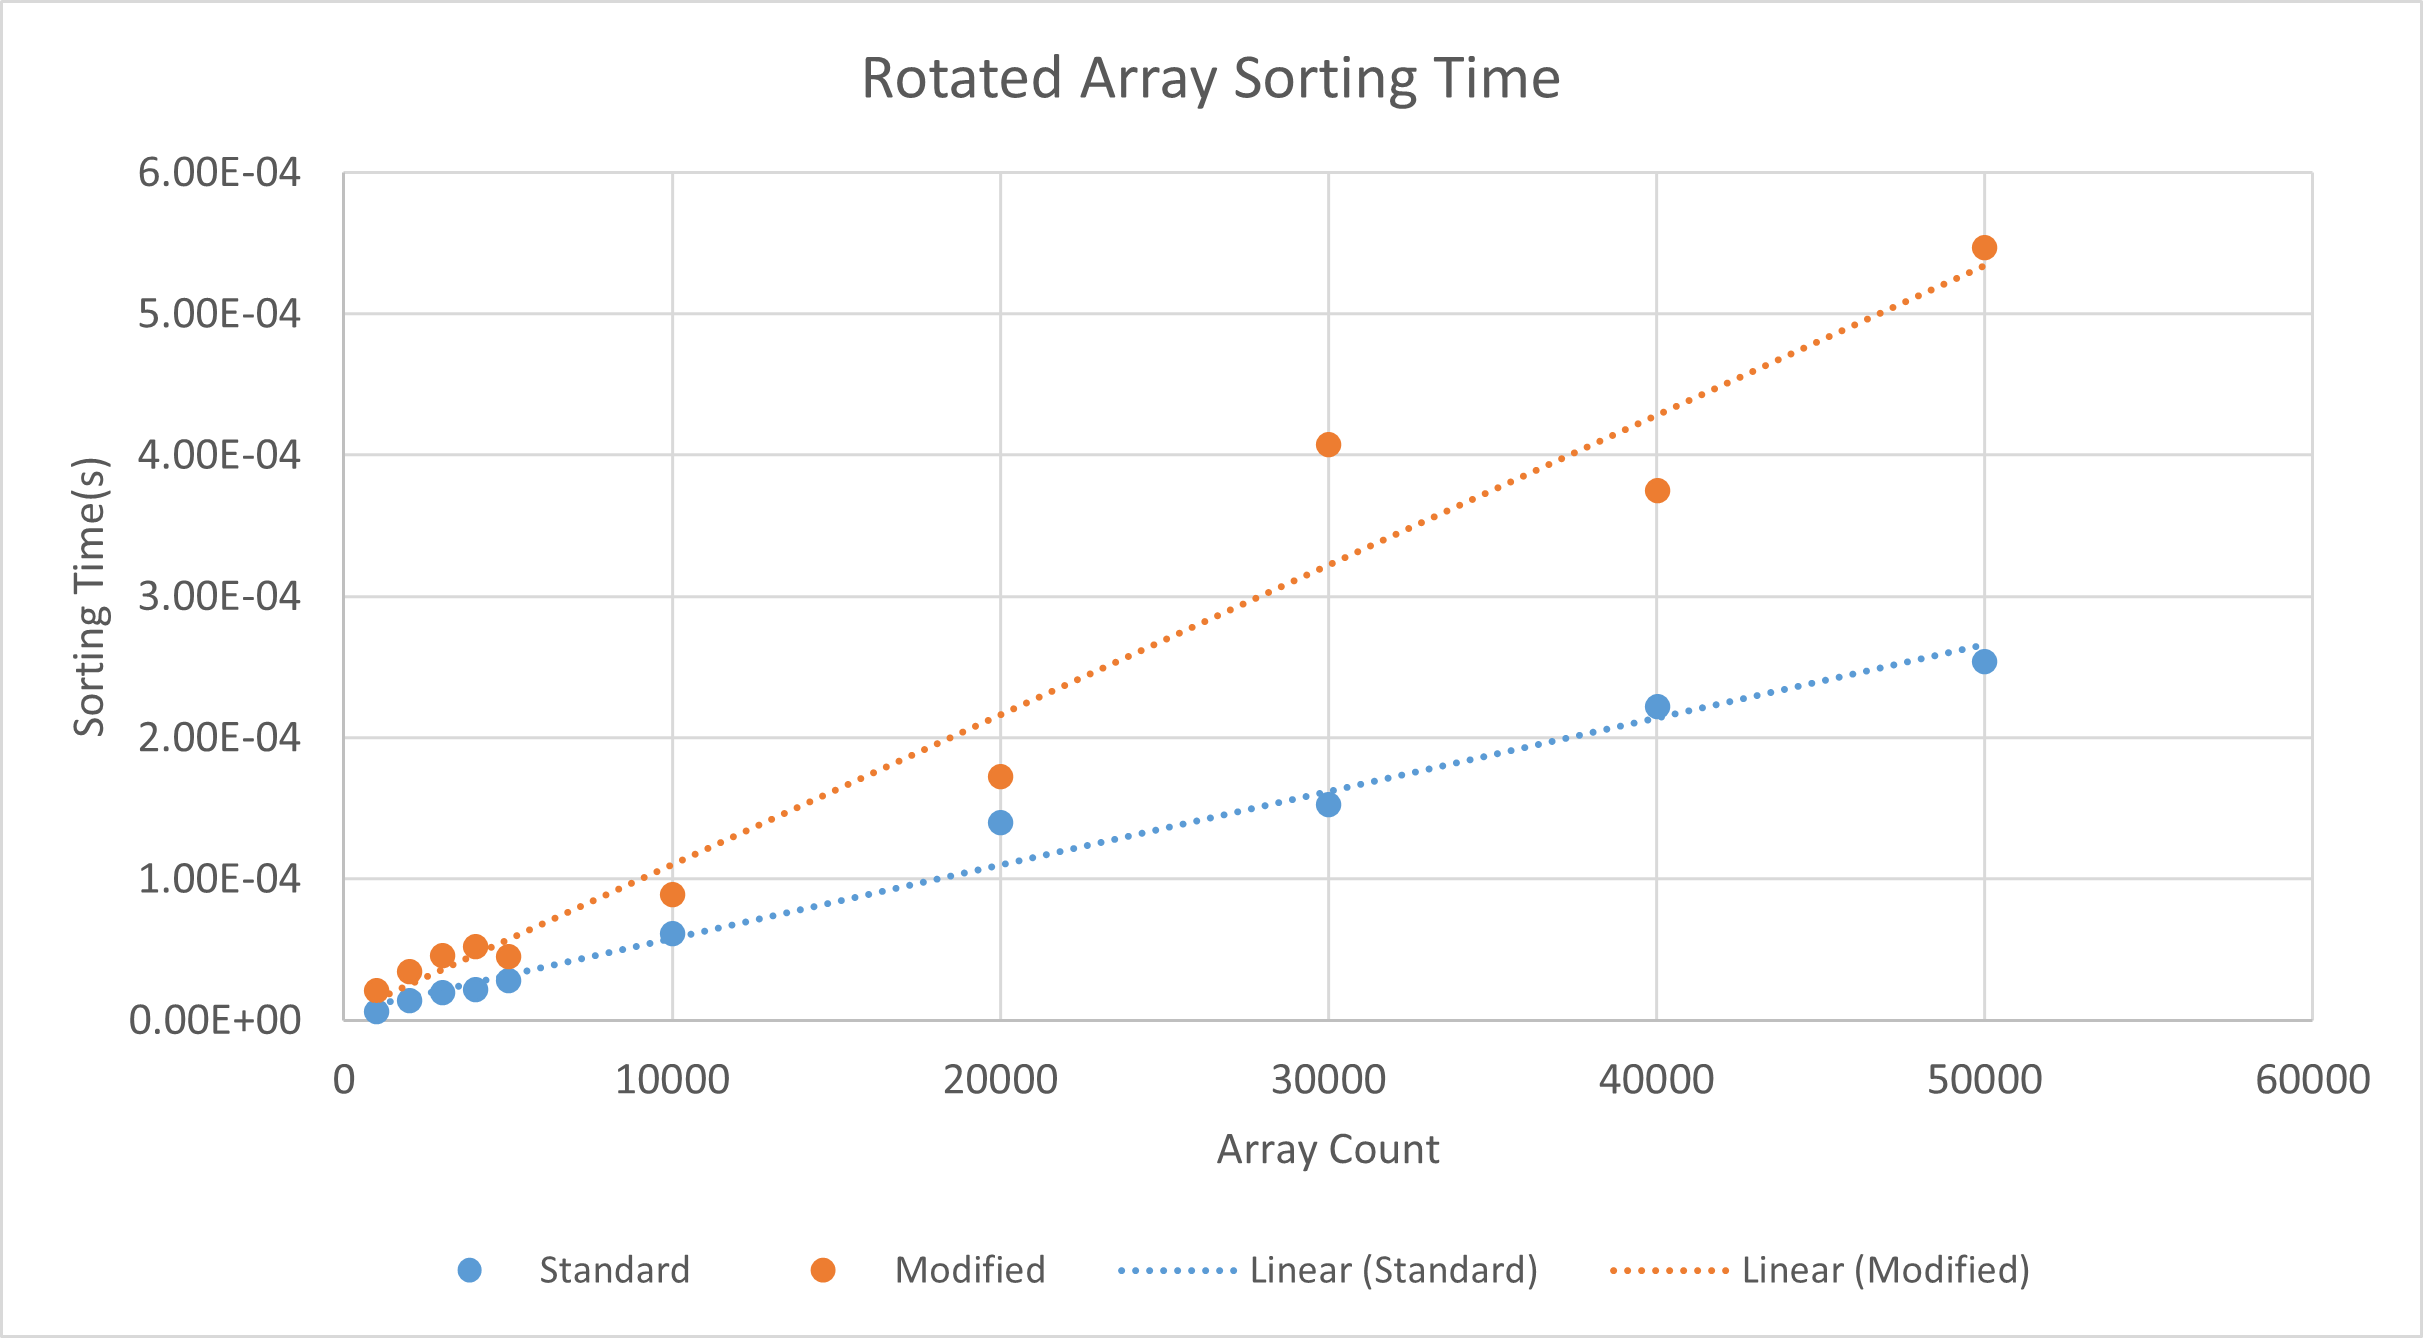 Rotated Array Sorting Time
6.00E-04
5.00E-04
4.00E-04
3.00E-04
2.00E-04
1.00E-04
0.00E+00
Sorting Time(s)
0 10000 20000 30000 40000 50000 60000
Array Count
Standard Modified Linear (Standard) Linear (Modified)